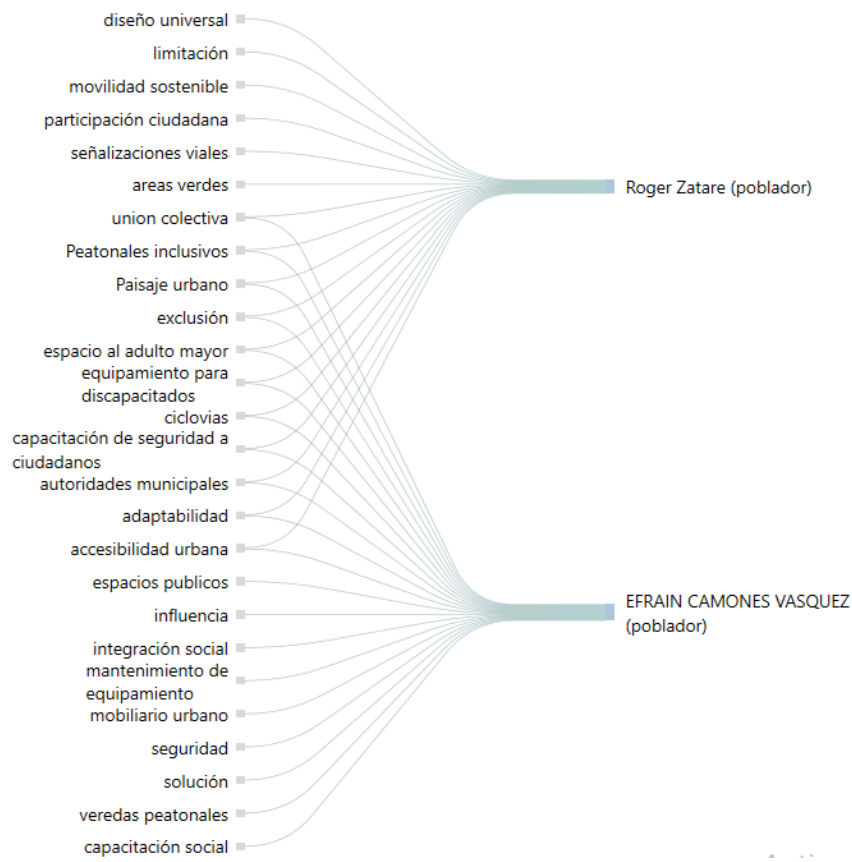 diseño universal
limitación
movilidad sostenible
participación ciudadana
señalizaciones viales
areas verdes
union colectiva
Peatonales inclusivos
Paisaje urbano
exclusión
espacio al adulto mayor
equipamiento para
discapacitados
ciclovias
capacitación de seguridad a
ciudadanos
autoridades municipales
adaptabilidad
accesibilidad urbana
espacios publicos
influencia
integración social
mantenimiento de
equipamiento
mobiliario urbano
seguridad
solución
veredas peatonales
capacitación social
Roger Zatare (poblador)
EFRAIN CAMONES VASQUEZ
(poblador)